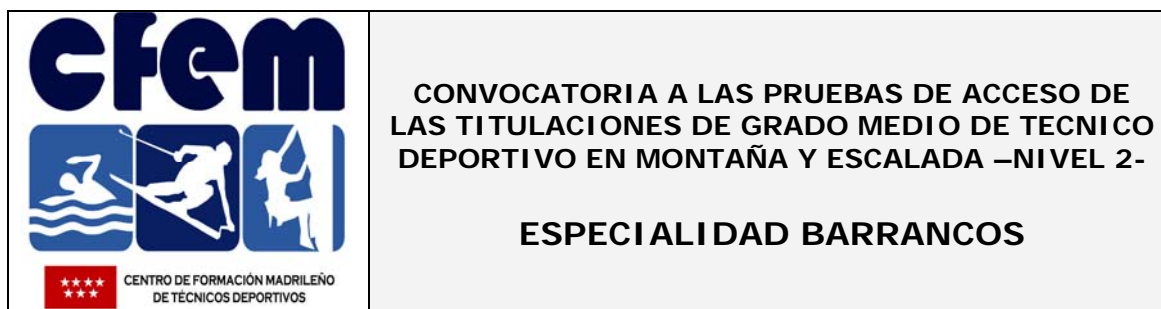 cfem
CENTRO DE FORMACIÓN MADRILEÑO
DE TÉCNICOS DEPORTIVOS
CONVOCATORIA A LAS PRUEBAS DE ACCESO DE
LAS TITULACIONES DE GRADO MEDIO DE TECNICO
DEPORTIVO EN MONTAÑA Y ESCALADA –NIVEL 2-
ESPECIALIDAD BARRANCOS